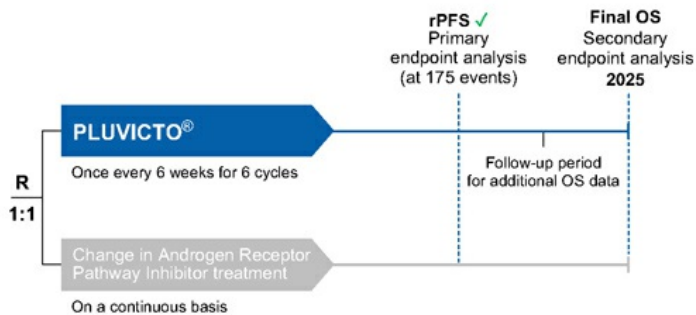 rPFS ✓
Primary
endpoint analysis
(at 175 events)
Final OS
Secondary
endpoint analysis
2025
PLUVICTO®
Once every 6 weeks for 6 cycles
Follow-up period
for additional OS data
R
1:1
Change in Androgen Receptor
Pathway Inhibitor treatment
On a continuous basis